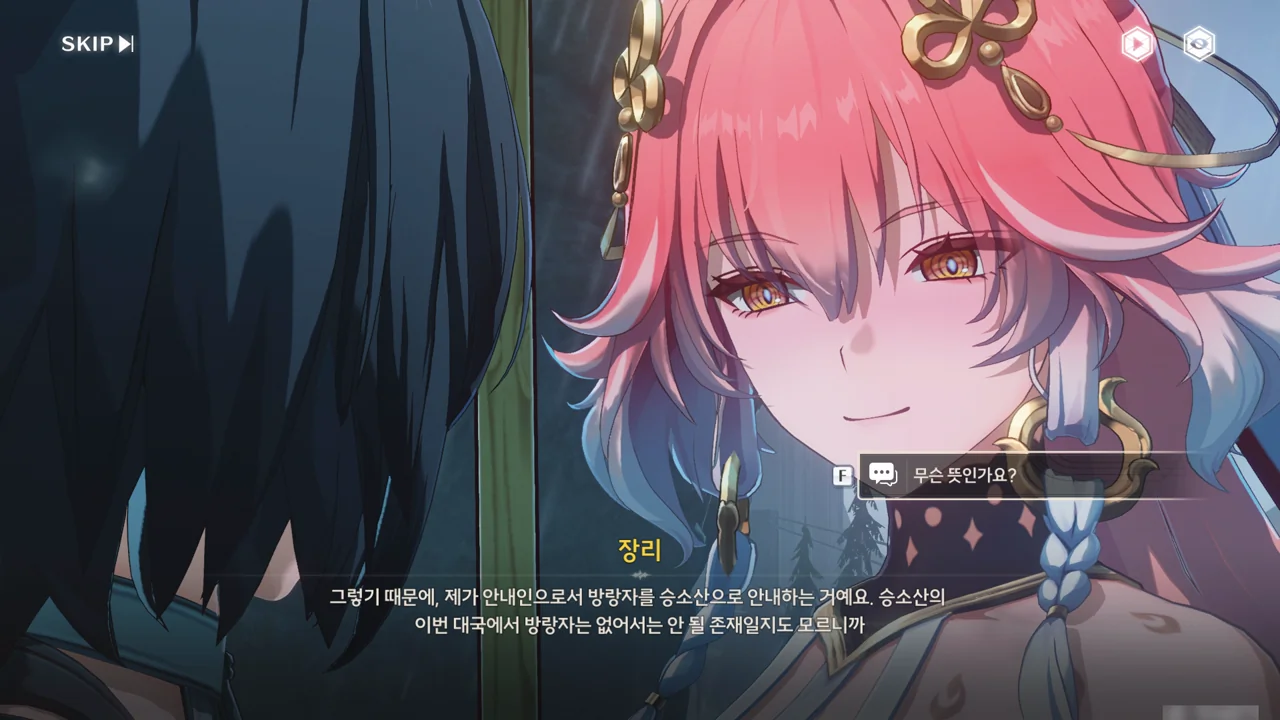 SKIP
F
무슨 뜻인가요?
장리
그렇기 때문에, 제가 안내인으로서 방랑자를 승소산으로 안내하는 거예요. 승소산의
이번 대국에서 방랑자는 없어서는 안 될 존재일지도 모르니까